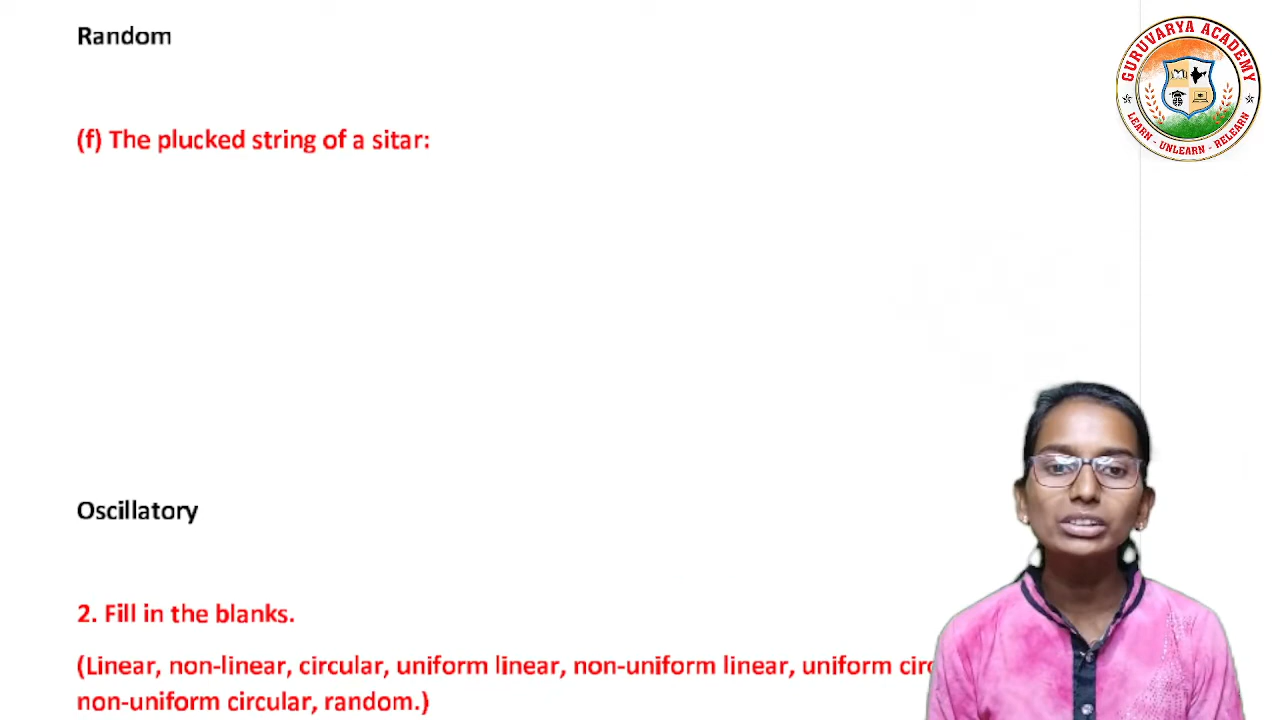 Random
GURUVARYA ACADEMY
LEARN - UNLEARN - RELEARN
(f) The plucked string of a sitar:
Oscillatory
2. Fill in the blanks.
(Linear, non-linear, circular, uniform linear, non-uniform linear, uniform
non-uniform circular, random.)